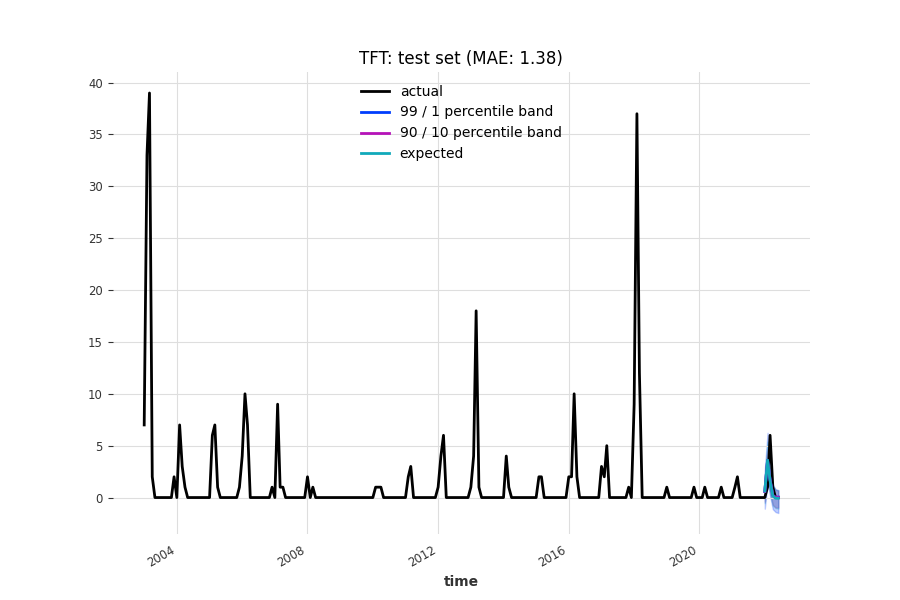 TFT: test set (MAE: 1.38)
actual
99 / 1 percentile band
90 / 10 percentile band
expected
40
35
30
25
20
15
10
5
0
2004
2008
2012
2016
2020
time